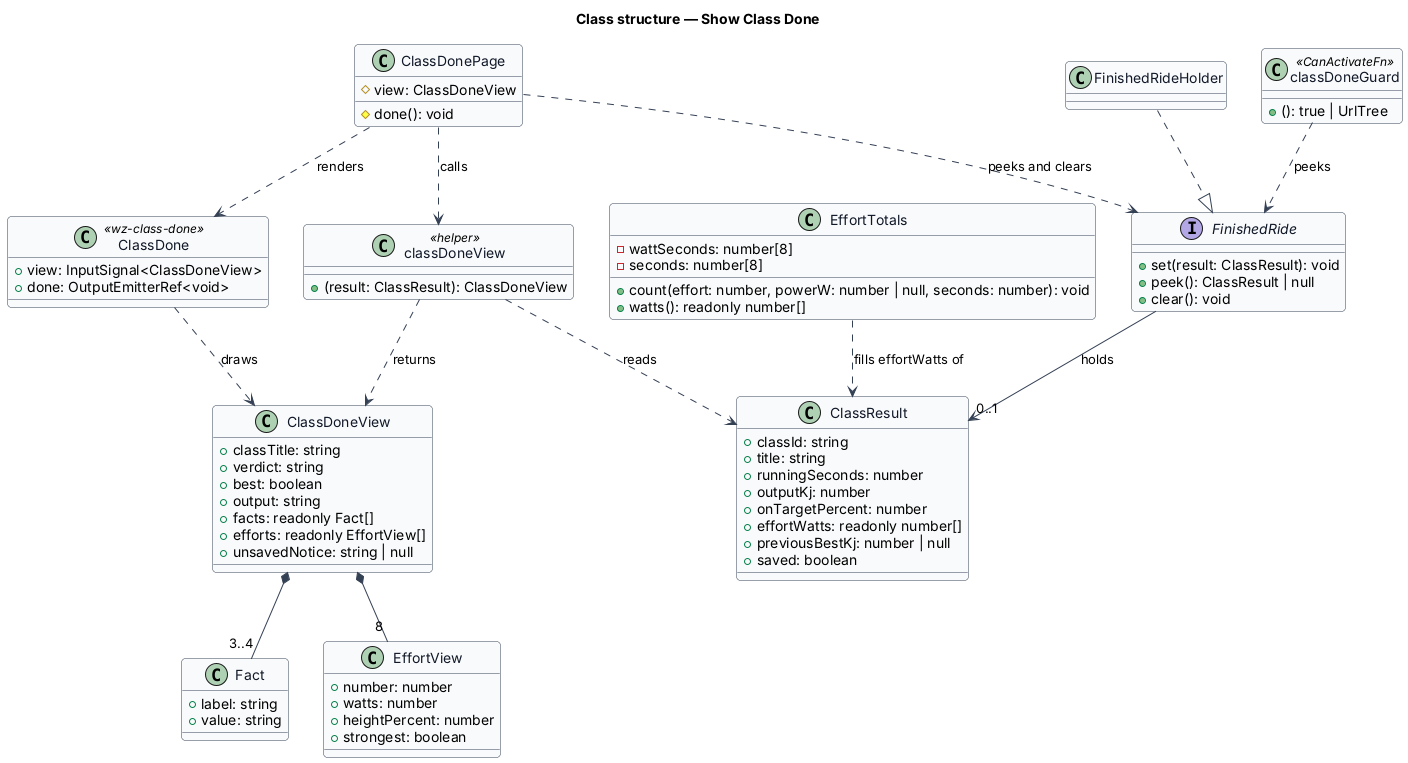 Class structure — Show Class Done
C ClassDonePage
view: ClassDoneView
done(): void
C FinishedRideHolder
C «CanActivateFn»
classDoneGuard
(): true | UrlTree
renders
calls
peeks and clears
peeks
C «wz-class-done»
ClassDone
view: InputSignal<ClassDoneView>
done: OutputEmitterRef<void>
C «helper»
classDoneView
(result: ClassResult): ClassDoneView
C EffortTotals
wattSeconds: number[8]
seconds: number[8]
count(effort: number, powerW: number | null, seconds: number): void
watts(): readonly number[]
I FinishedRide
set(result: ClassResult): void
peek(): ClassResult | null
clear(): void
draws
returns
reads
fills effortWatts of
holds
0..1
C ClassDoneView
classTitle: string
verdict: string
best: boolean
output: string
facts: readonly Fact[]
efforts: readonly EffortView[]
unsavedNotice: string | null
C ClassResult
classId: string
title: string
runningSeconds: number
outputKj: number
onTargetPercent: number
effortWatts: readonly number[]
previousBestKj: number | null
saved: boolean
3..4
8
C Fact
label: string
value: string
C EffortView
number: number
watts: number
heightPercent: number
strongest: boolean